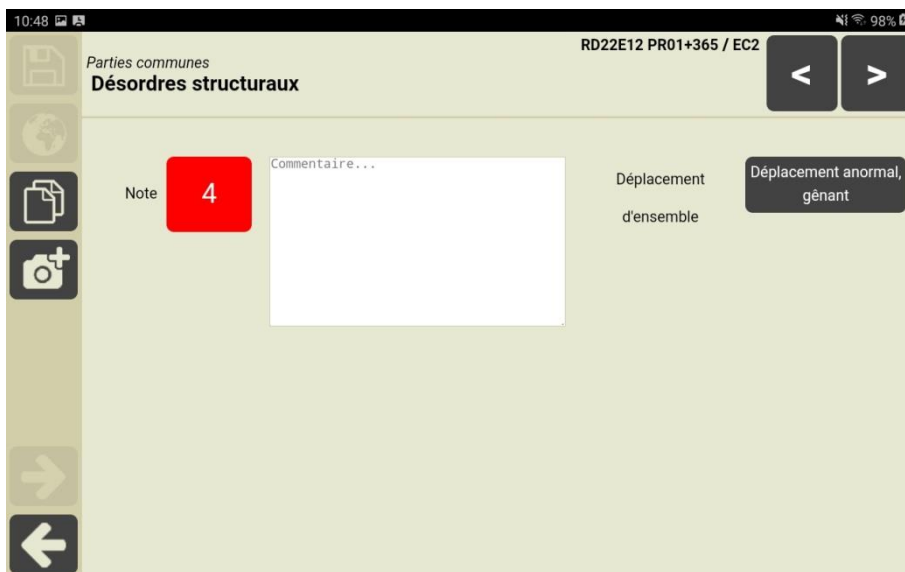 10:48
98%
RD22E12 PR01+365 / EC2
Parties communes
Désordres structuraux
<
>
Note
4
Commentaire...
Déplacement
d'ensemble
Déplacement anormal,
gênant